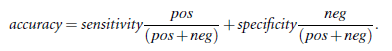 accuracy = sensitivity pos/(pos+neg) + specificity neg/(pos+neg).